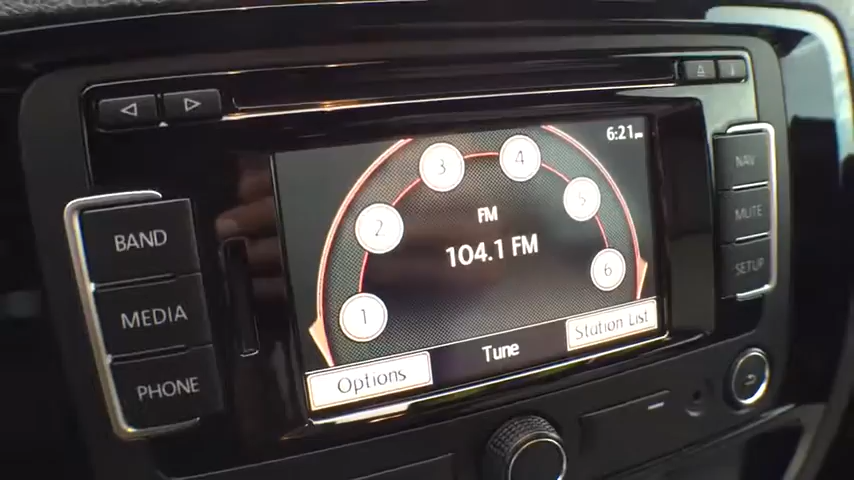 6:21 PM
3
4
2
5
FM
104.1 FM
1
6
Options
Tune
Station List
BAND
MEDIA
PHONE
NAV
MUTE
SETUP
i